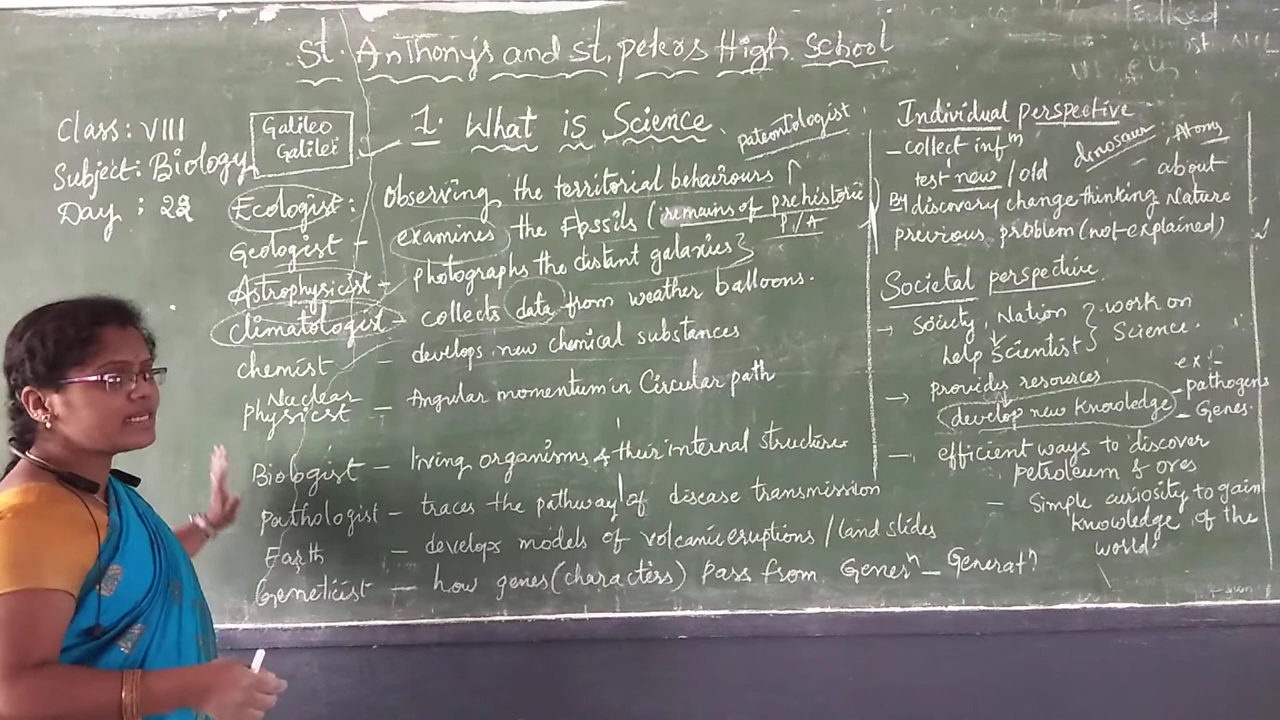 St. Anthony's and St. peters High School
Class: VIII
Subject: Biology
Day : 22
Galileo
Galilei
1. What is Science
pateontologist
Ecologist: Observing the territorial behaviours
Geologist - examines the Fossils (remains of prehistoric)
P/A
Astrophysicist - photographs the distant galaxies
Climatologist - collects data from weather balloons.
chemist - develops new chemical substances
Nuclear
physicst - Angular momentum in Circular path
Biologist - living organisms & their internal structure
pathologist - traces the pathway of disease transmission
Earth - develops models of volcanic eruptions / land slides
Geneticist - how genes (characters) Pass from Genern - Generatn
Individual perspective
- collect infm
dinosaur, Atoms
test new / old about
By discovery change thinking Nature
previous problem (not explained)
Societal perspective
→ Society, Nation } work on
help Scientist } Science.
→ provides resources
ex:-
develop new knowledge - pathogens
- Genes.
- efficient ways to discover
petroleum & ores
- Simple curiosity to gain
knowledge of the
world